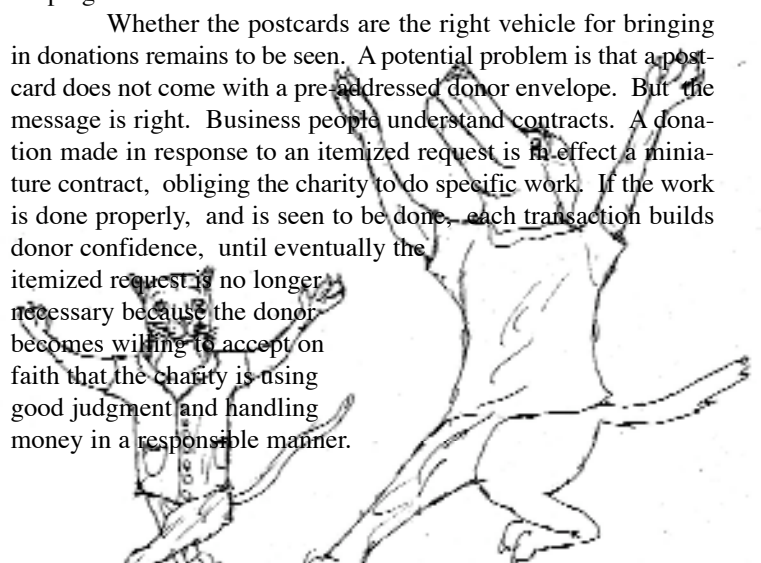 Whether the postcards are the right vehicle for bringing
in donations remains to be seen. A potential problem is that a post-
card does not come with a pre-addressed donor envelope. But the
message is right. Business people understand contracts. A dona-
tion made in response to an itemized request is in effect a minia-
ture contract, obliging the charity to do specific work. If the work
is done properly, and is seen to be done, each transaction builds
donor confidence, until eventually the
itemized request is no longer
necessary because the donor
becomes willing to accept on
faith that the charity is using
good judgment and handling
money in a responsible manner.